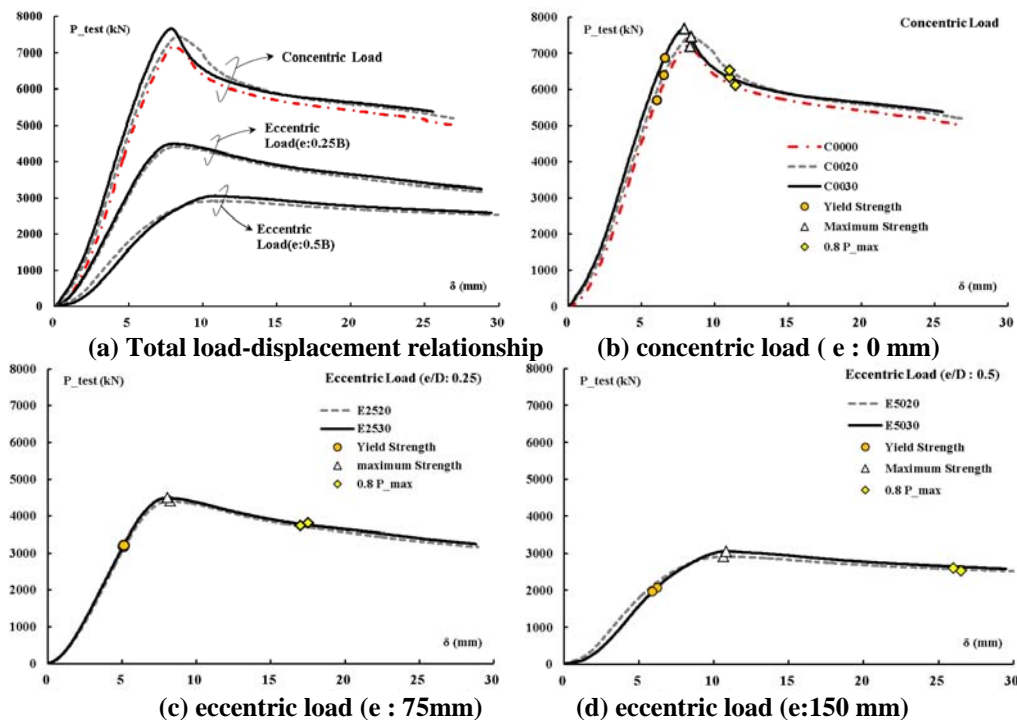 P_test (kN)
8000
7000
6000
5000
4000
3000
2000
1000
0
0 5 10 15 20 25 30
δ (mm)
Concentric Load
Eccentric
Load(e:0.25B)
Eccentric
Load(e:0.5B)
(a) Total load-displacement relationship
P_test (kN)
Concentric Load
8000
7000
6000
5000
4000
3000
2000
1000
0
0 5 10 15 20 25 30
δ (mm)
C0000
C0020
C0030
Yield Strength
Maximum Strength
0.8 P_max
(b) concentric load ( e : 0 mm)
P_test (kN)
Eccentric Load (e/D: 0.25)
8000
7000
6000
5000
4000
3000
2000
1000
0
0 5 10 15 20 25 30
δ (mm)
E2520
E2530
Yield Strength
maximum Strength
0.8 P_max
(c) eccentric load (e : 75mm)
P_test (kN)
Eccentric Load (e/D : 0.5)
8000
7000
6000
5000
4000
3000
2000
1000
0
0 5 10 15 20 25 30
δ (mm)
E5020
E5030
Yield Strength
Maximum Strength
0.8 P_max
(d) eccentric load (e:150 mm)